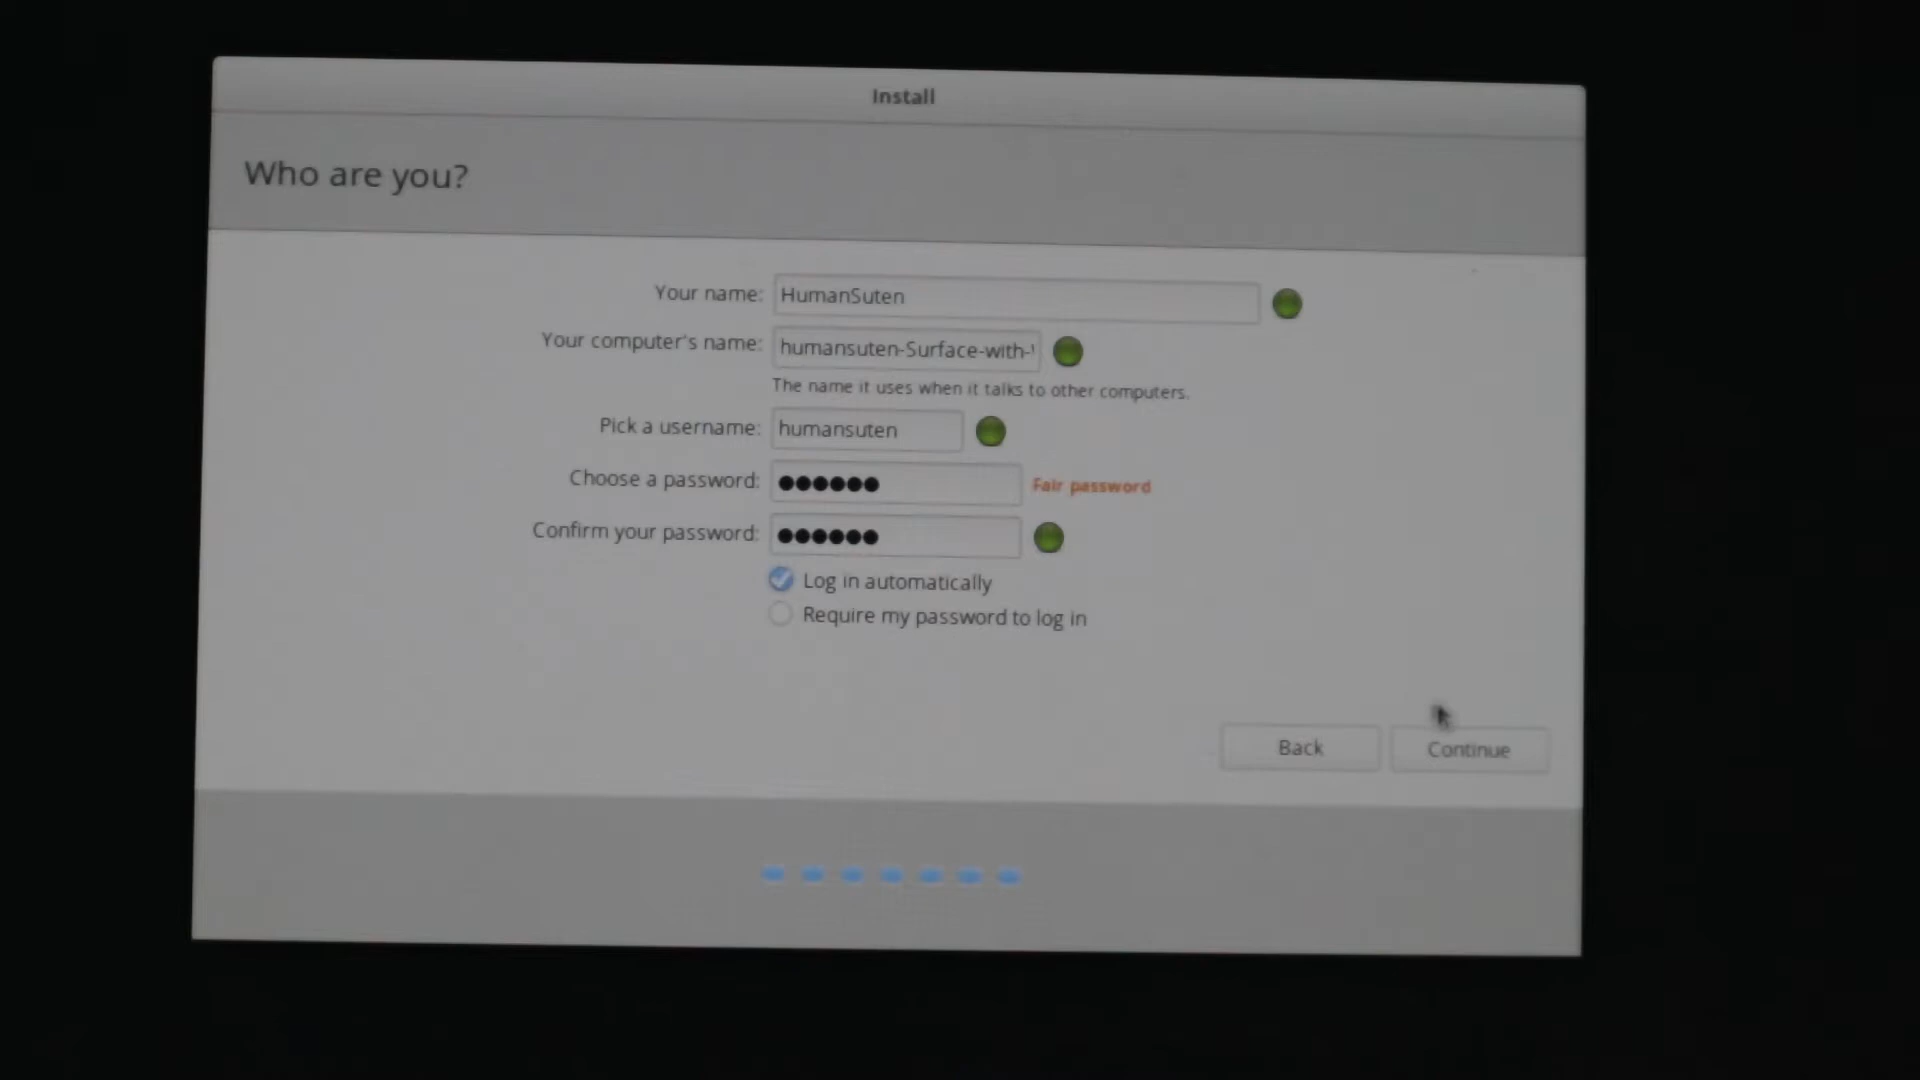 Install
Who are you?
Your name: HumanSuten
Your computer's name: humansuten-Surface-with-
The name it uses when it talks to other computers.
Pick a username: humansuten
Choose a password: ●●●●●● Fair password
Confirm your password: ●●●●●●
Log in automatically
Require my password to log in
Back Continue